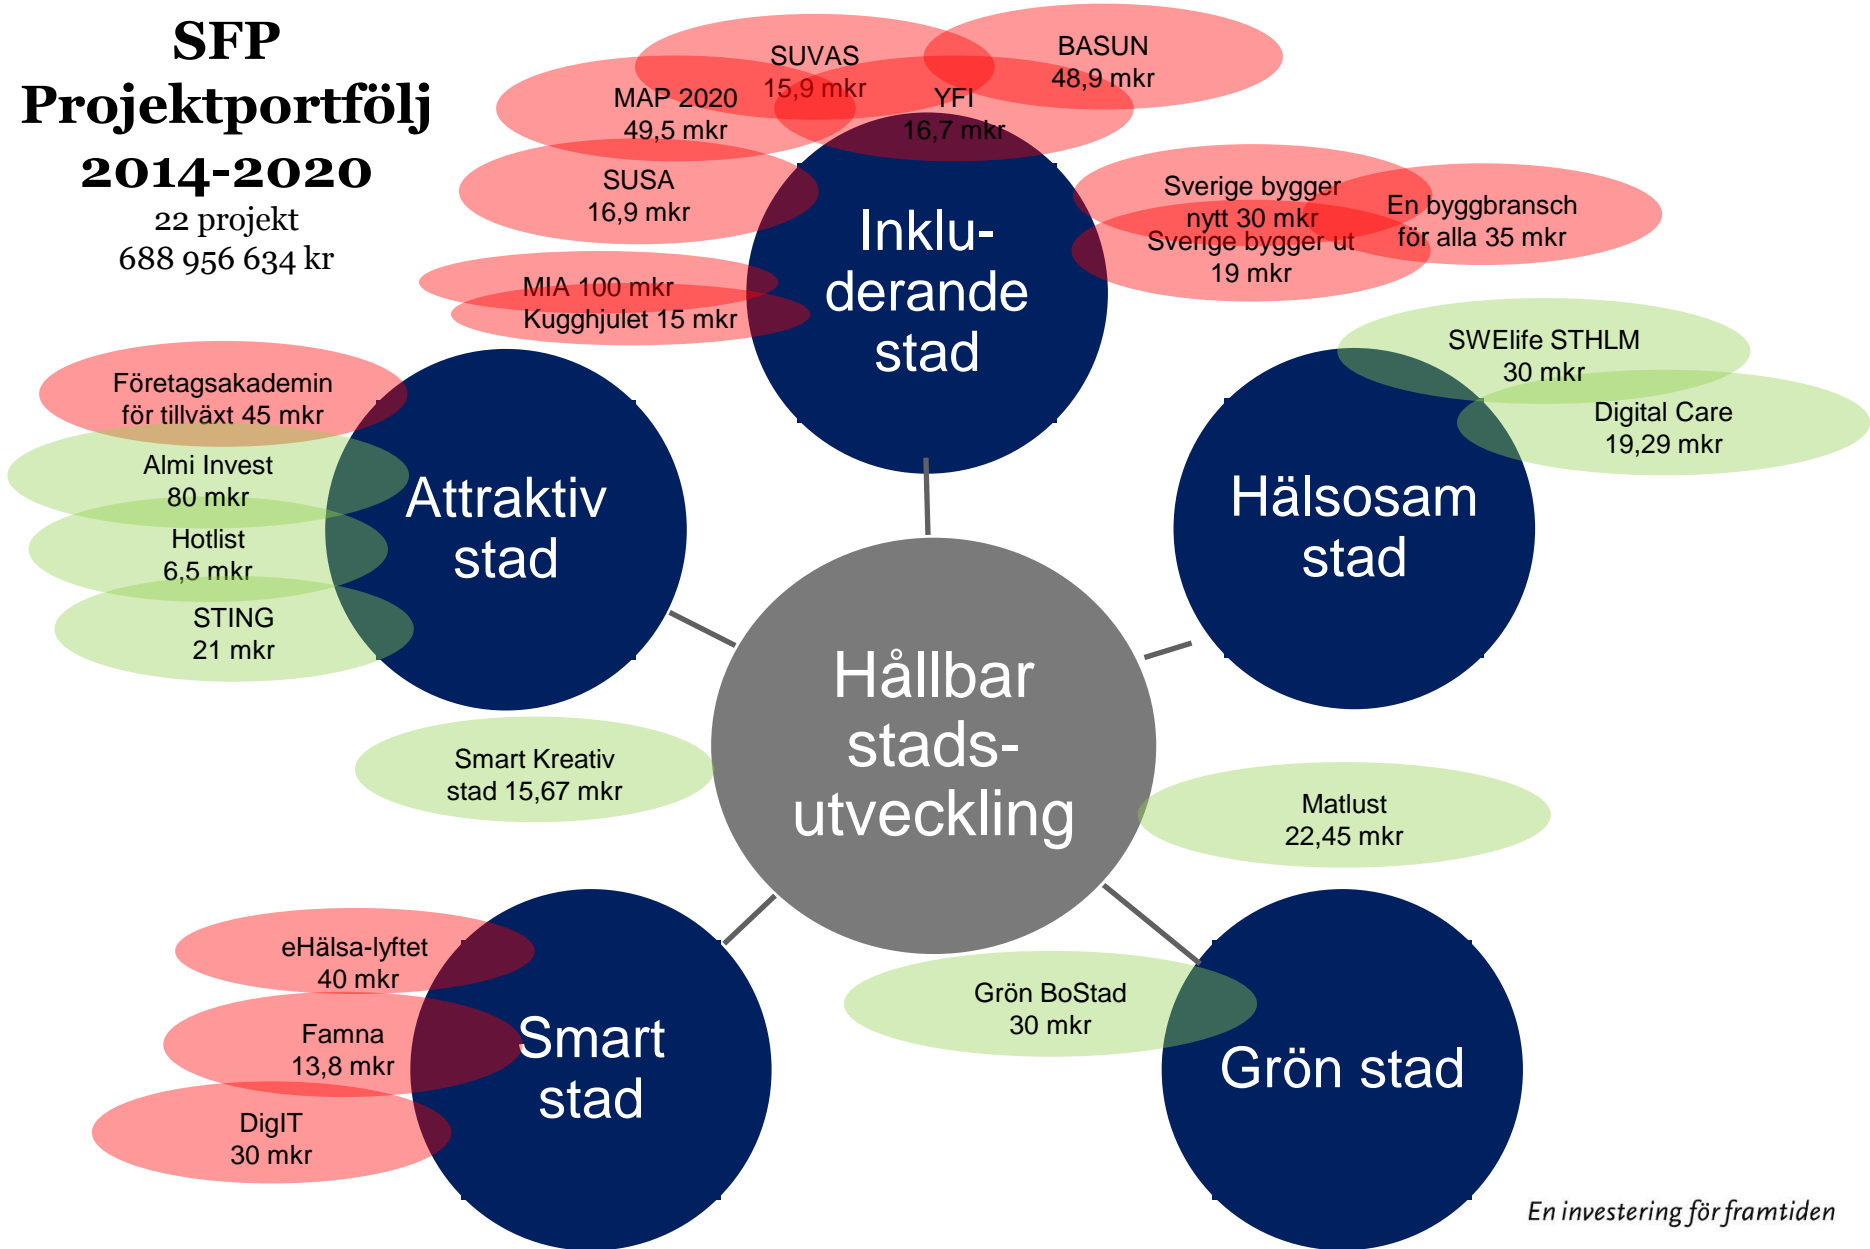 SFP
Projektportfölj
2014-2020
22 projekt
688 956 634 kr
SUVAS
15,9 mkr
BASUN
48,9 mkr
MAP 2020
49,5 mkr
YFI
16,7 mkr
SUSA
16,9 mkr
MIA 100 mkr
Kugghjulet 15 mkr
Inklu-
derande
stad
Sverige bygger
nytt 30 mkr
Sverige bygger ut
19 mkr
En byggbransch
för alla 35 mkr
SWElife STHLM
30 mkr
Digital Care
19,29 mkr
Hälsosam
stad
Företagsakademin
för tillväxt 45 mkr
Almi Invest
80 mkr
Hotlist
6,5 mkr
STING
21 mkr
Attraktiv
stad
Hållbar
stads-
utveckling
Smart Kreativ
stad 15,67 mkr
Matlust
22,45 mkr
eHälsa-lyftet
40 mkr
Famna
13,8 mkr
DigIT
30 mkr
Smart
stad
Grön BoStad
30 mkr
Grön stad
En investering för framtiden